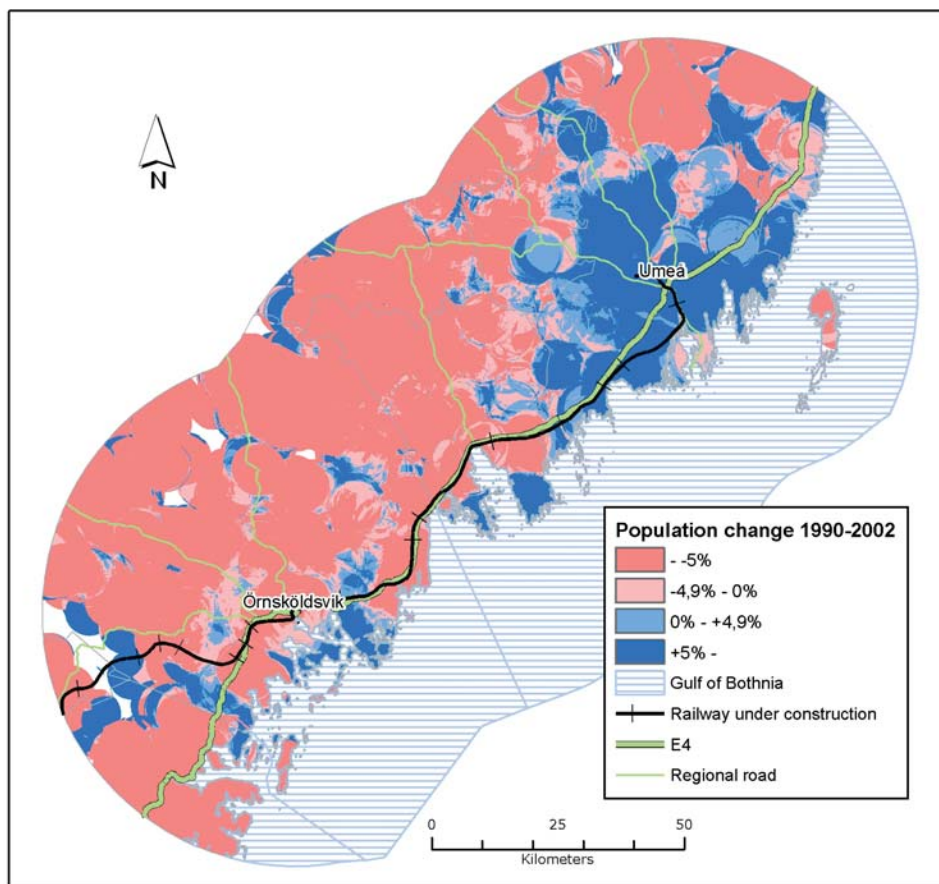 N
Umeå
Örnsköldsvik
Population change 1990-2002
- -5%
-4,9% - 0%
0% - +4,9%
+5% -
Gulf of Bothnia
Railway under construction
E4
Regional road
0 25 50
Kilometers